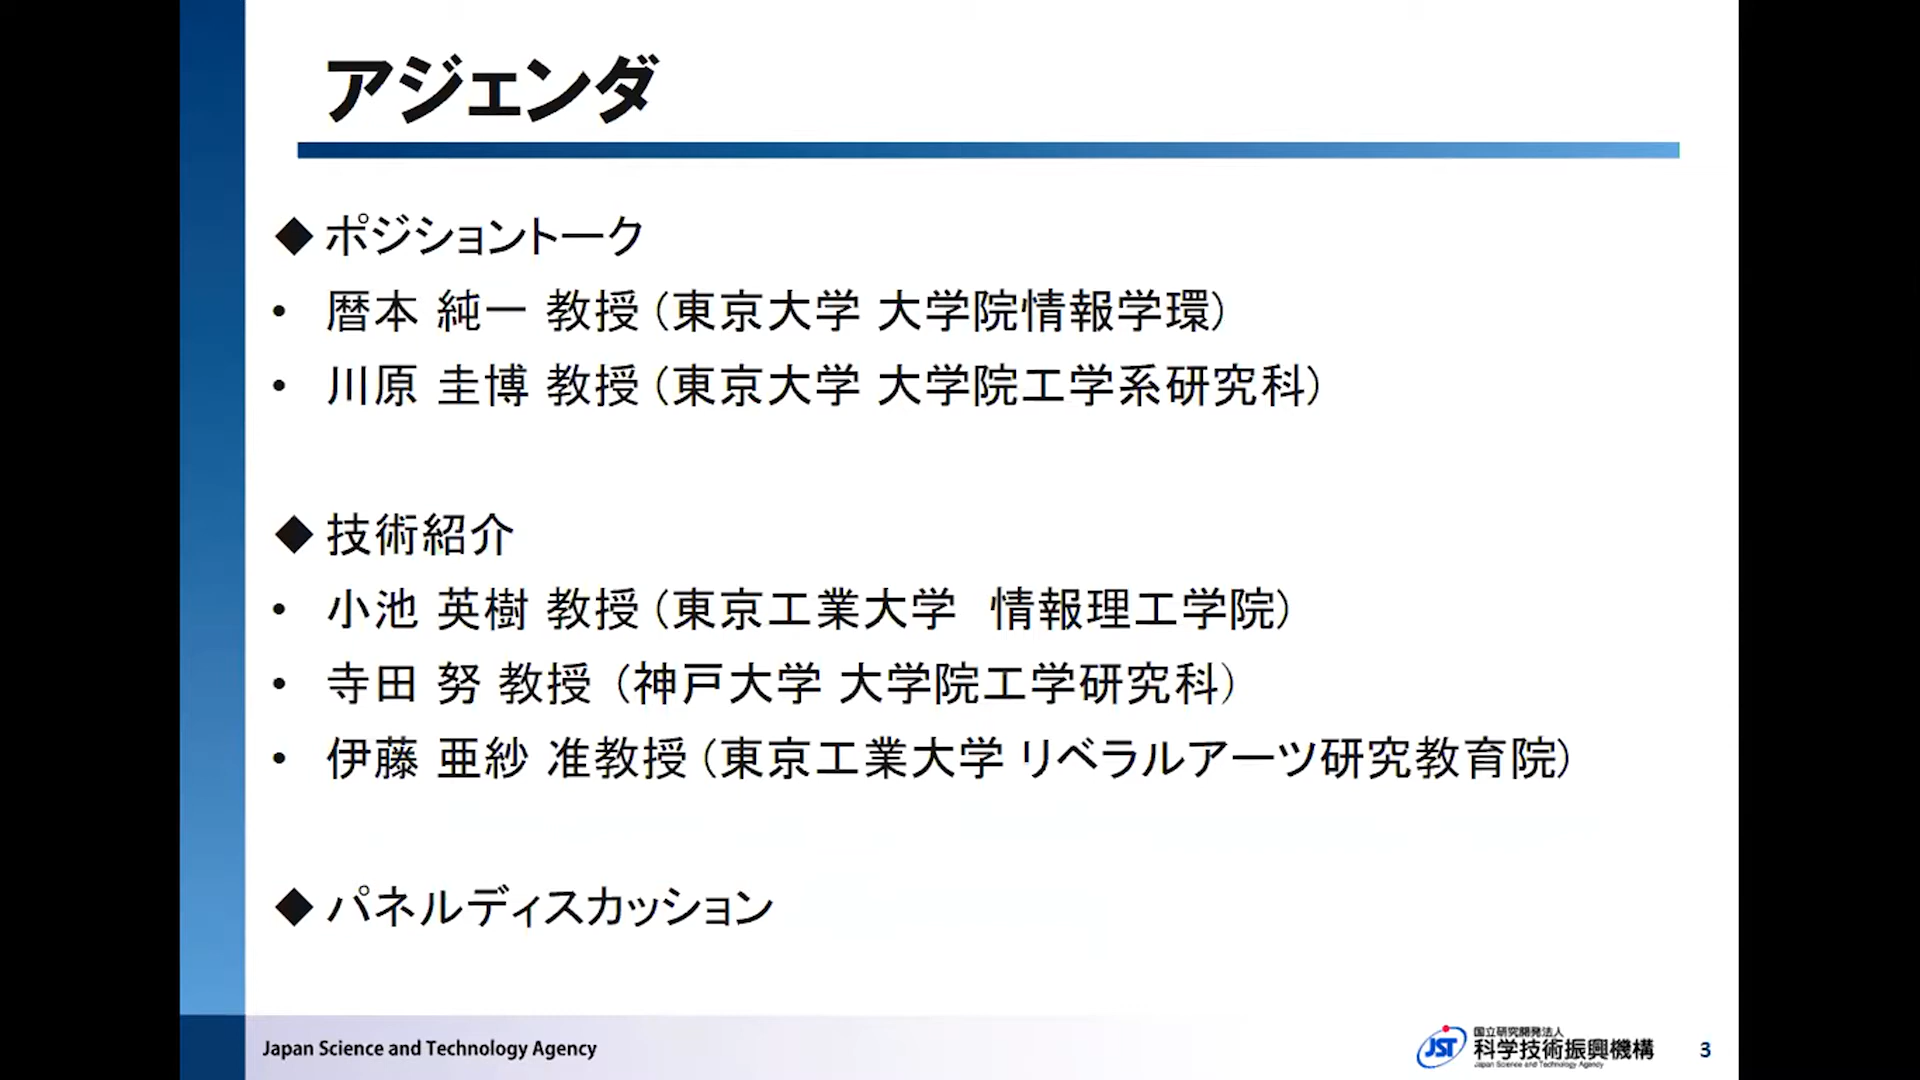 アジェンダ
◆ポジショントーク
• 暦本 純一 教授 (東京大学 大学院情報学環)
• 川原 圭博 教授 (東京大学 大学院工学系研究科)
◆技術紹介
• 小池 英樹 教授 (東京工業大学　情報理工学院)
• 寺田 努 教授 (神戸大学 大学院工学研究科)
• 伊藤 亜紗 准教授 (東京工業大学 リベラルアーツ研究教育院)
◆パネルディスカッション
Japan Science and Technology Agency
JST
国立研究開発法人
科学技術振興機構
Japan Science and Technology Agency
3